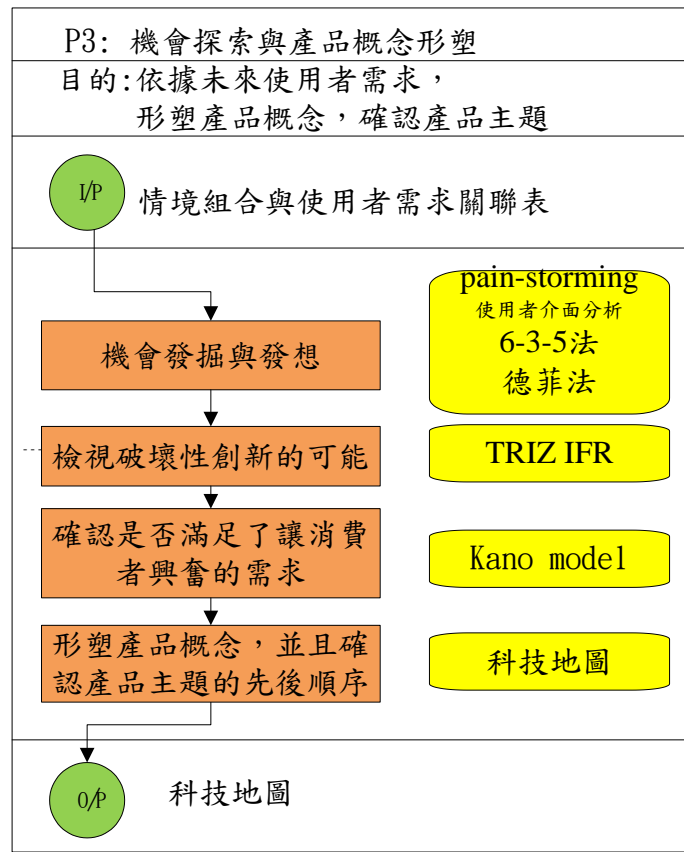 P3: 機會探索與產品概念形塑
目的:依據未來使用者需求，
形塑產品概念，確認產品主題
I/P
情境組合與使用者需求關聯表
pain-storming
使用者介面分析
6-3-5法
德菲法
機會發掘與發想
檢視破壞性創新的可能
TRIZ IFR
確認是否滿足了讓消費
者興奮的需求
Kano model
形塑產品概念，並且確
認產品主題的先後順序
科技地圖
O/P
科技地圖